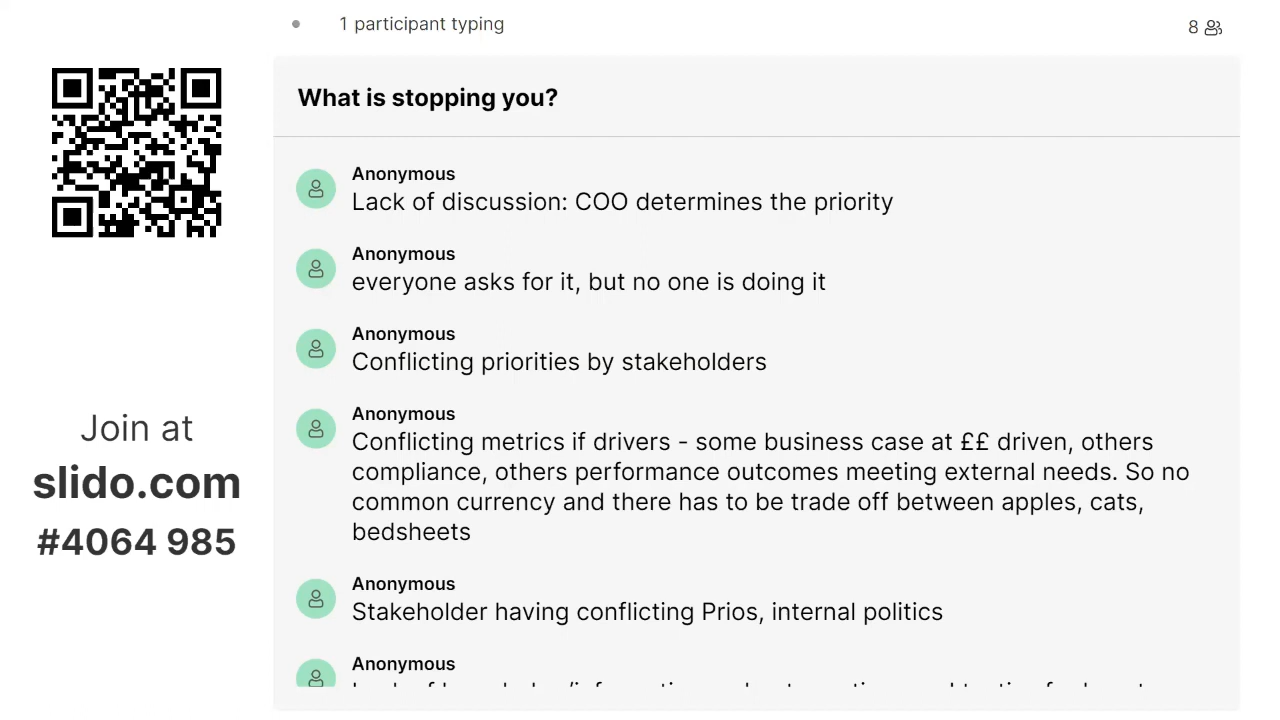 1 participant typing
8
What is stopping you?
Anonymous
Lack of discussion: COO determines the priority
Anonymous
everyone asks for it, but no one is doing it
Anonymous
Conflicting priorities by stakeholders
Anonymous
Conflicting metrics if drivers - some business case at ££ driven, others
compliance, others performance outcomes meeting external needs. So no
common currency and there has to be trade off between apples, cats,
bedsheets
Anonymous
Stakeholder having conflicting Prios, internal politics
Anonymous
Join at
slido.com
#4064 985